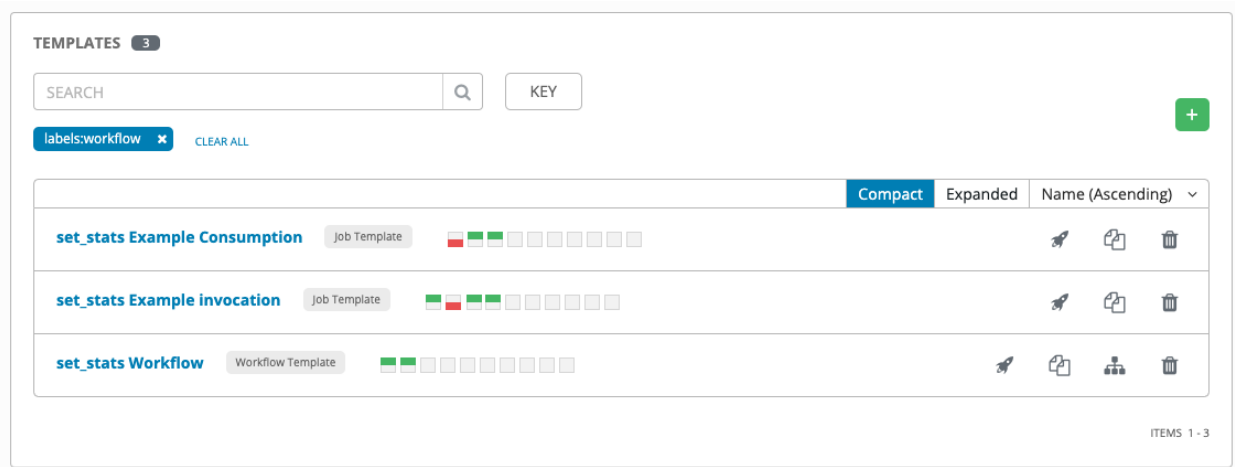 TEMPLATES 3
SEARCH KEY
+
labels:workflow × CLEAR ALL
Compact Expanded Name (Ascending)
set_stats Example Consumption Job Template
set_stats Example invocation Job Template
set_stats Workflow Workflow Template
ITEMS 1 - 3